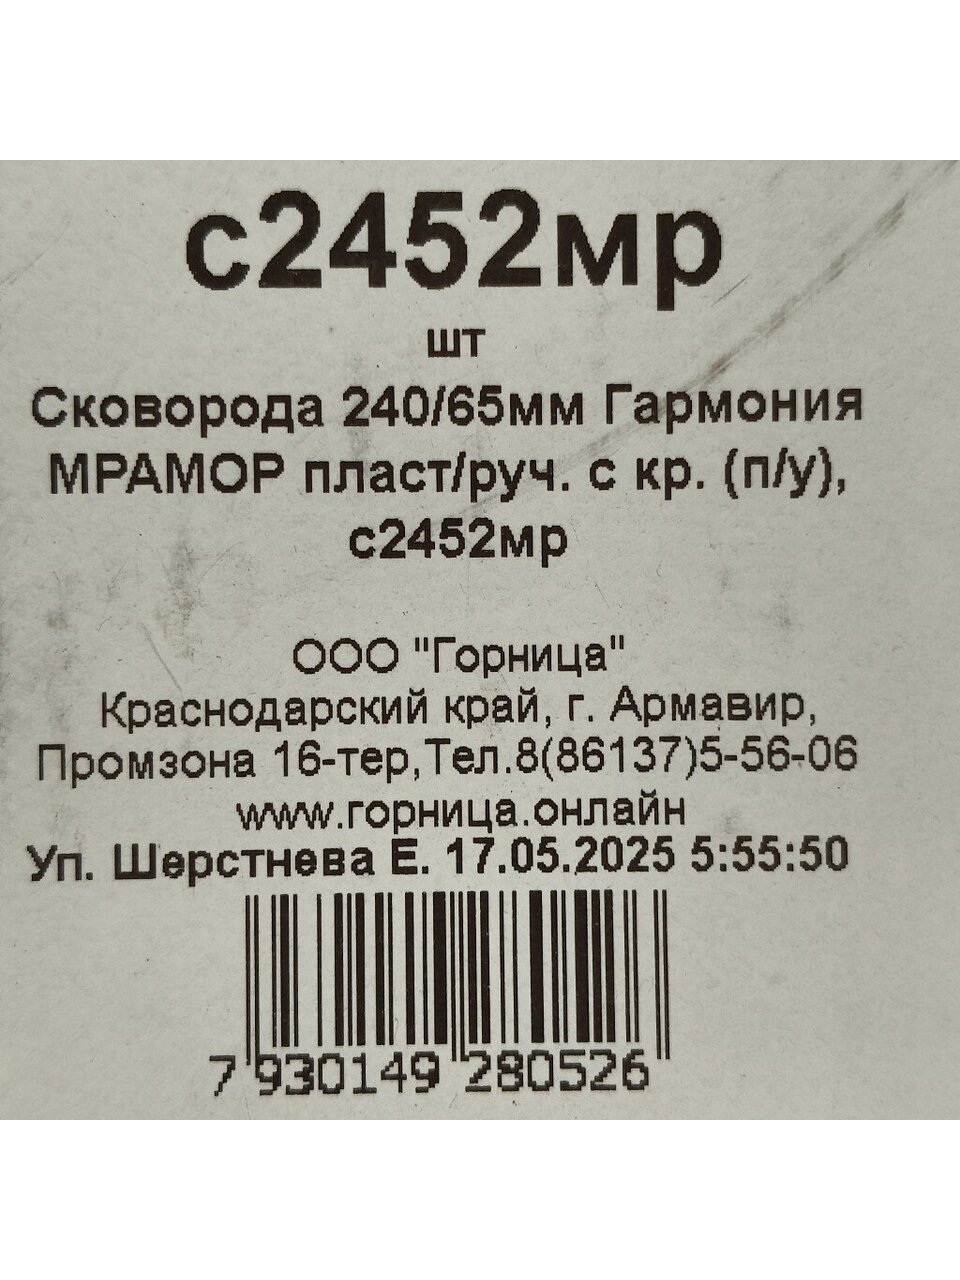 с2452мр
шт
Сковорода 240/65мм Гармония
МРАМОР пласт/руч. с кр. (п/у),
с2452мр
ООО "Горница"
Краснодарский край, г. Армавир,
Промзона 16-тер,Тел.8(86137)5-56-06
www.горница.онлайн
Уп. Шерстнева Е. 17.05.2025 5:55:50
7 930149 280526